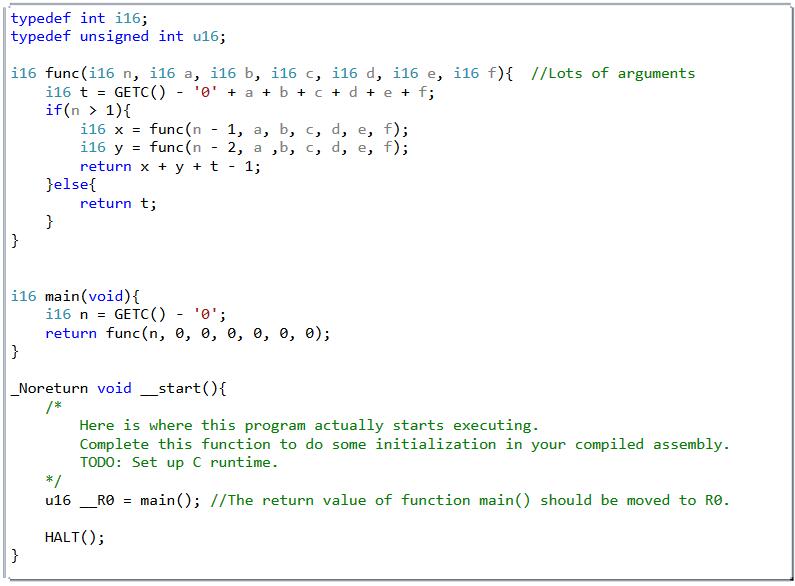 typedef int i16;
typedef unsigned int u16;

i16 func(i16 n, i16 a, i16 b, i16 c, i16 d, i16 e, i16 f){  //Lots of arguments
    i16 t = GETC() - '0' + a + b + c + d + e + f;
    if(n > 1){
        i16 x = func(n - 1, a, b, c, d, e, f);
        i16 y = func(n - 2, a ,b, c, d, e, f);
        return x + y + t - 1;
    }else{
        return t;
    }
}


i16 main(void){
    i16 n = GETC() - '0';
    return func(n, 0, 0, 0, 0, 0, 0);
}

_Noreturn void __start(){
    /*
        Here is where this program actually starts executing.
        Complete this function to do some initialization in your compiled assembly.
        TODO: Set up C runtime.
    */
    u16 __R0 = main(); //The return value of function main() should be moved to R0.

    HALT();
}